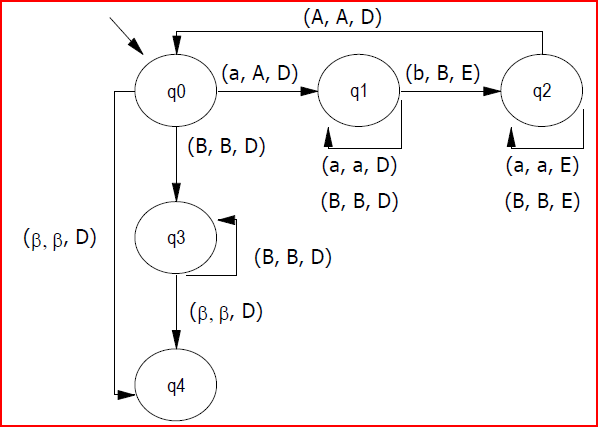 (A, A, D)
q0
(a, A, D)
q1
(b, B, E)
q2
(B, B, D)
(a, a, D)
(B, B, D)
(a, a, E)
(B, B, E)
(β, β, D)
q3
(B, B, D)
(β, β, D)
q4